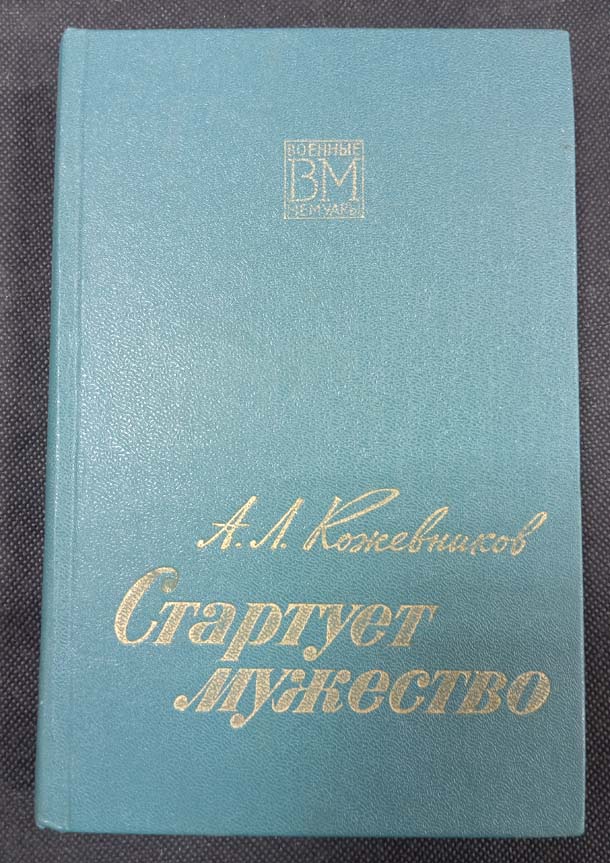 ВОЕННЫЕ
ВМ
МЕМУАРЫ
А. Л. Кожевников
Стартует
мужество